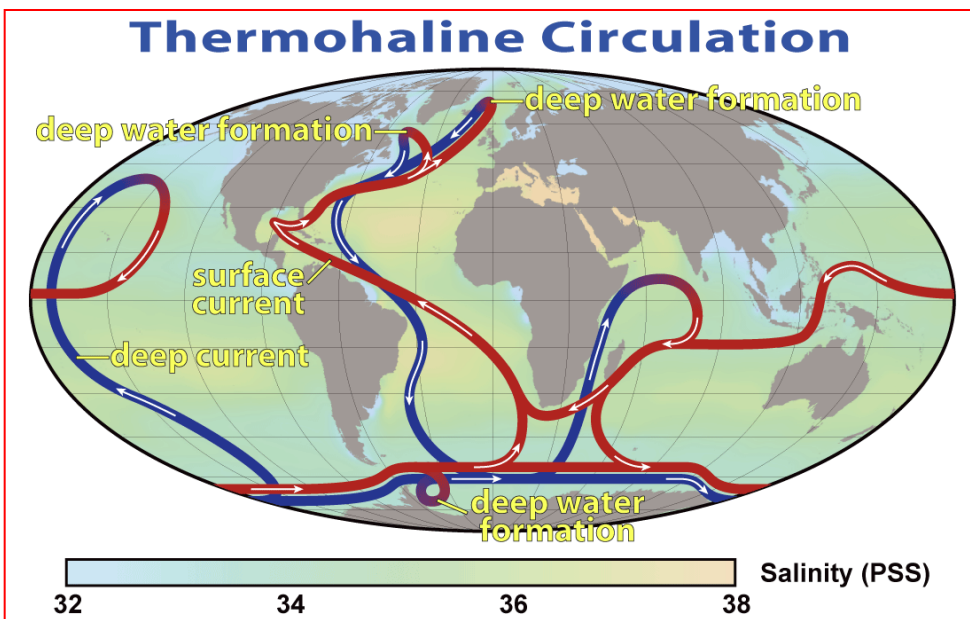 Thermohaline Circulation
deep water formation
deep water formation
surface
current
deep current
deep water
formation
Salinity (PSS)
32 34 36 38